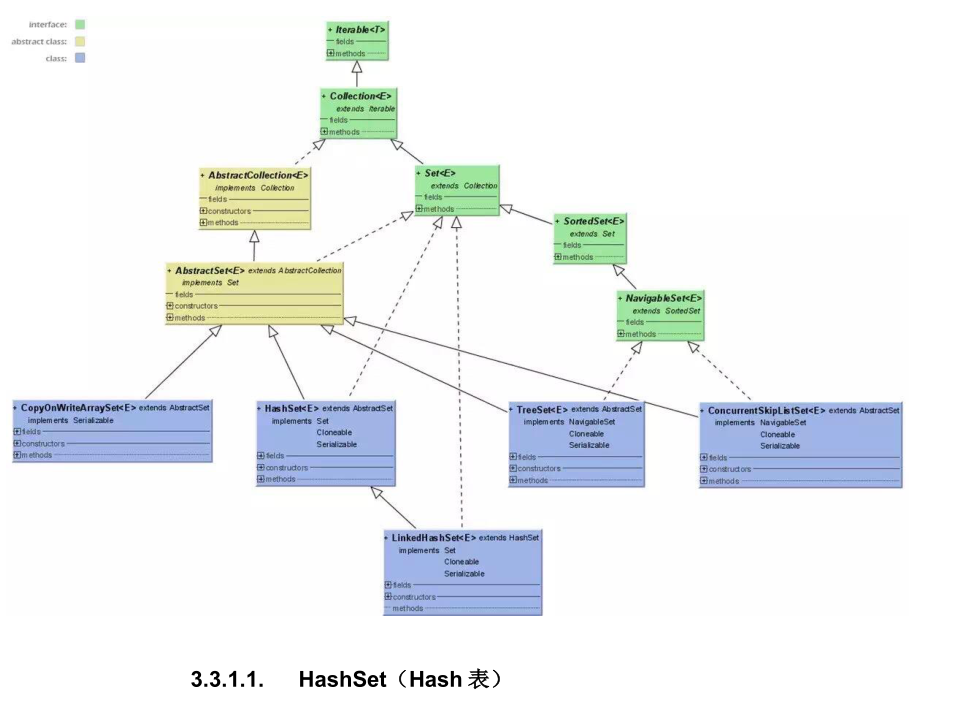 interface:
abstract class:
class:
+ Iterable<T>
fields
methods
+ Collection<E>
extends Iterable
fields
methods
+ AbstractCollection<E>
implements Collection
fields
constructors
methods
+ Set<E>
extends Collection
fields
methods
+ SortedSet<E>
extends Set
fields
methods
+ AbstractSet<E> extends AbstractCollection
implements Set
fields
constructors
methods
+ NavigableSet<E>
extends SortedSet
fields
methods
+ CopyOnWriteArraySet<E> extends AbstractSet
implements Serializable
fields
constructors
methods
+ HashSet<E> extends AbstractSet
implements Set
Cloneable
Serializable
fields
constructors
methods
+ TreeSet<E> extends AbstractSet
implements NavigableSet
Cloneable
Serializable
fields
constructors
methods
+ ConcurrentSkipListSet<E> extends AbstractSet
implements NavigableSet
Cloneable
Serializable
fields
constructors
methods
+ LinkedHashSet<E> extends HashSet
implements Set
Cloneable
Serializable
fields
constructors
methods
3.3.1.1. HashSet（Hash 表）